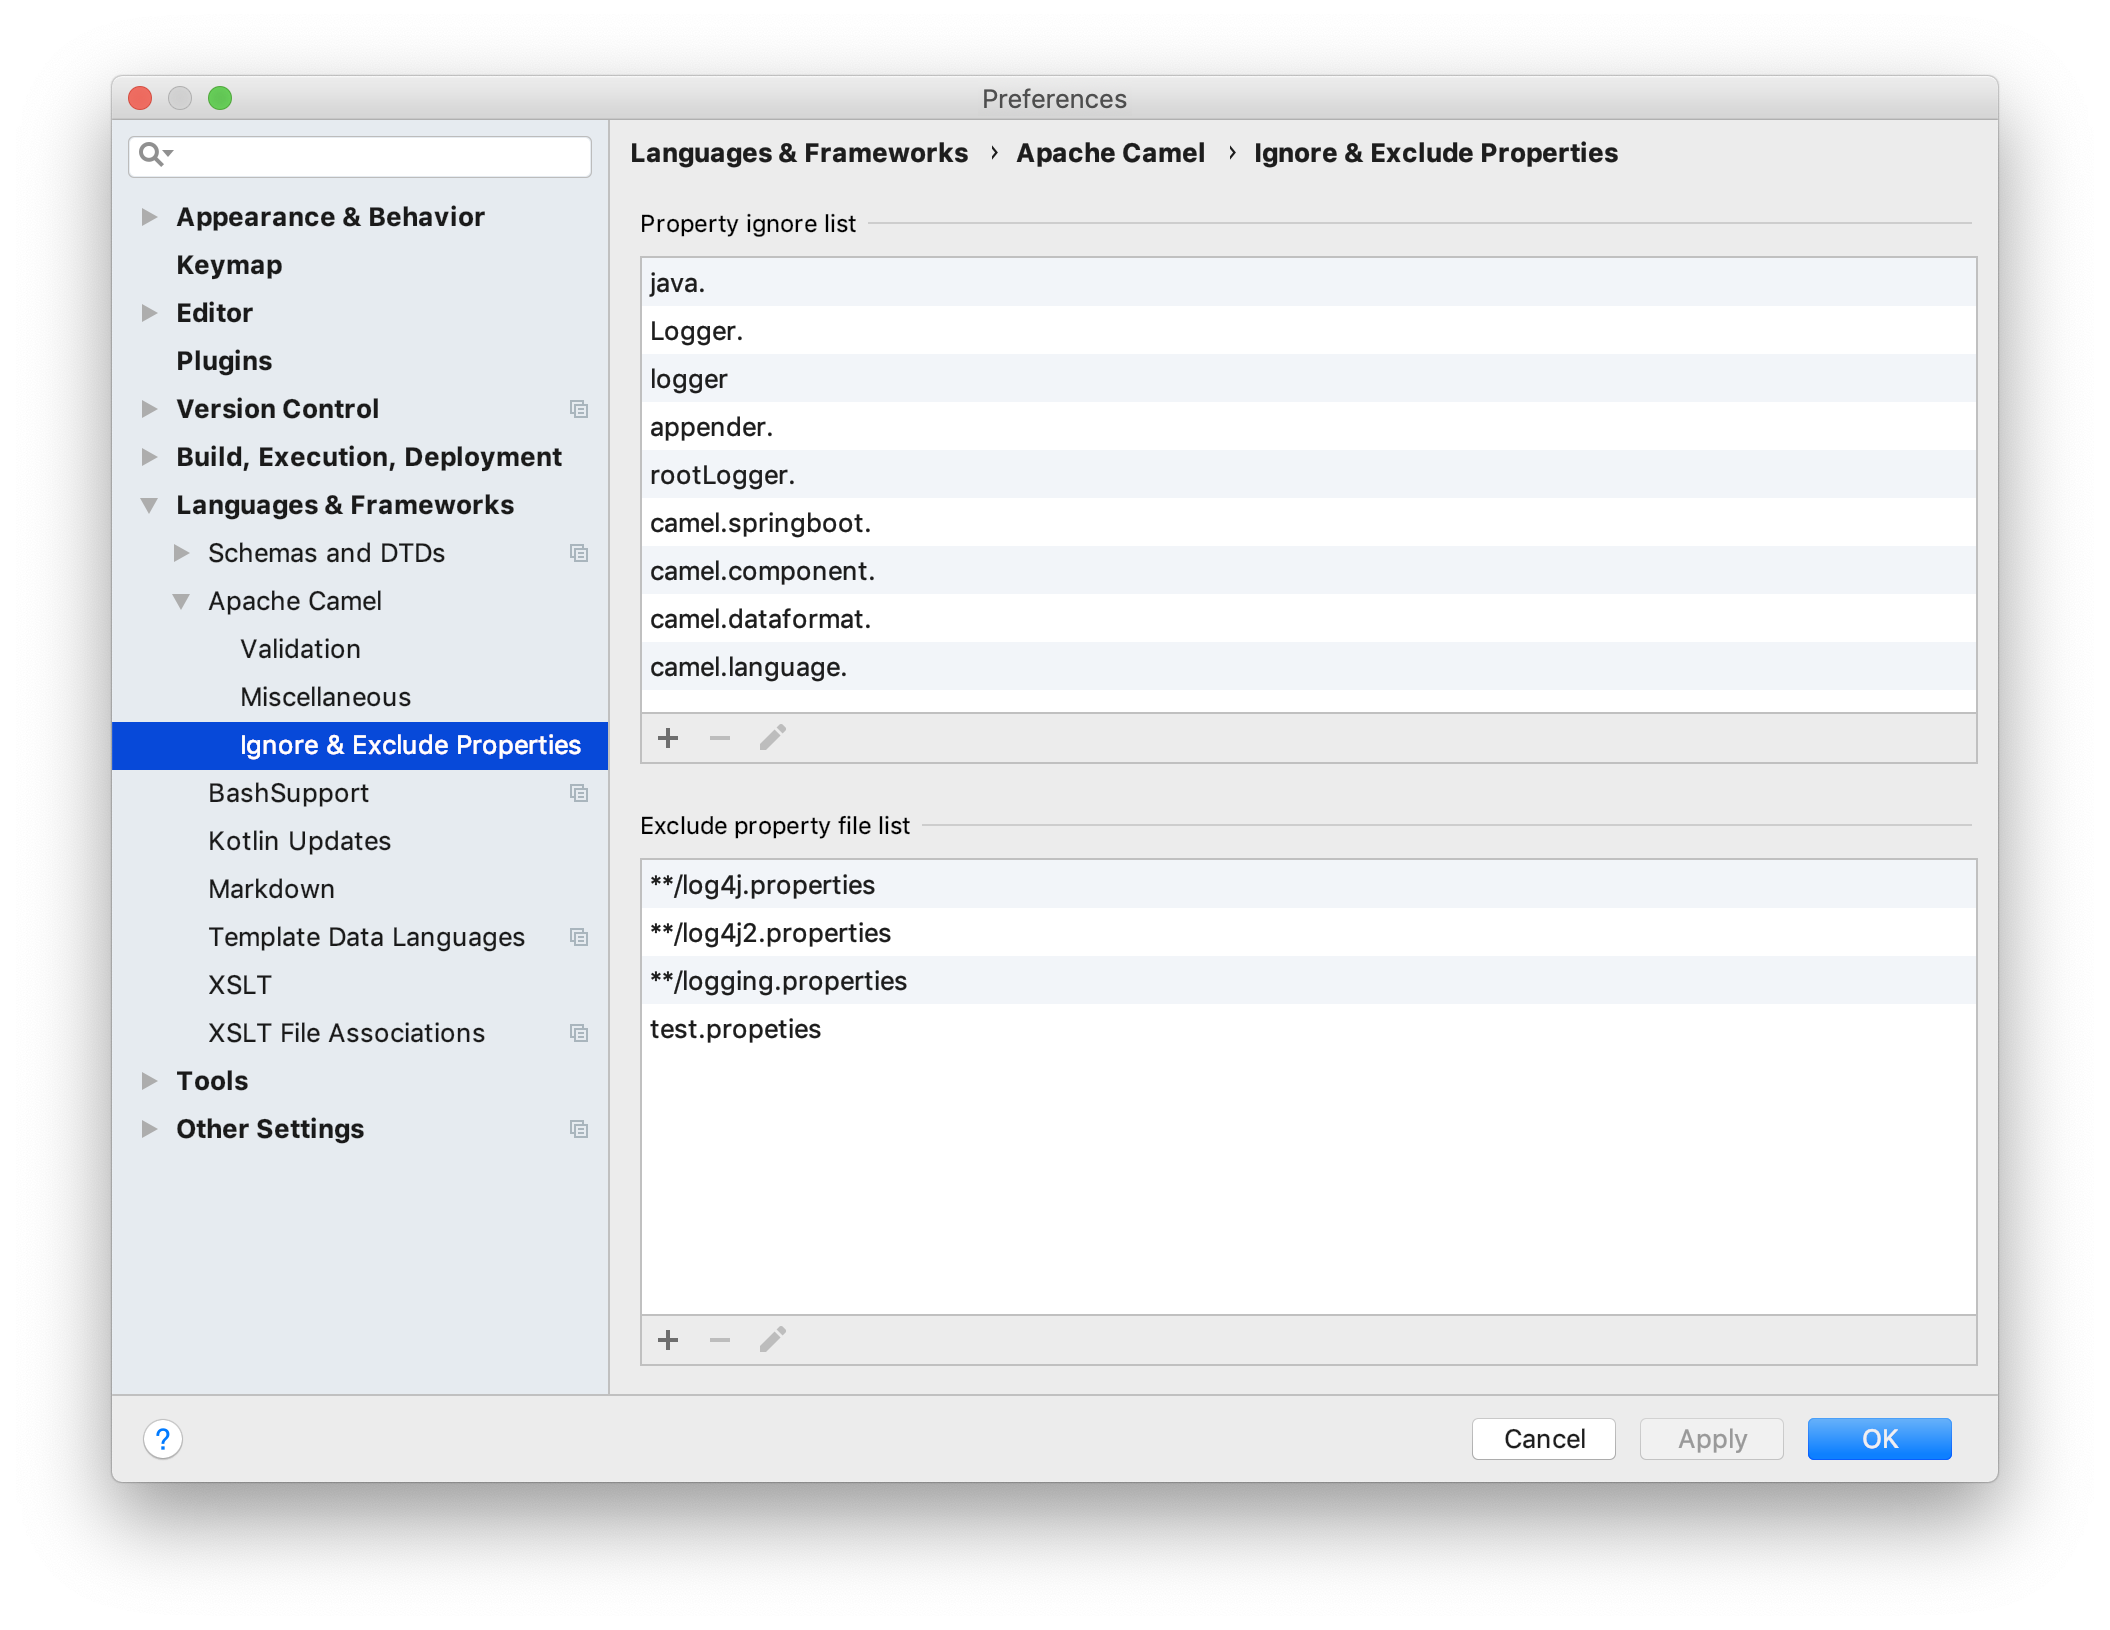 Preferences
Appearance & Behavior
Keymap
Editor
Plugins
Version Control
Build, Execution, Deployment
Languages & Frameworks
Schemas and DTDs
Apache Camel
Validation
Miscellaneous
Ignore & Exclude Properties
BashSupport
Kotlin Updates
Markdown
Template Data Languages
XSLT
XSLT File Associations
Tools
Other Settings
Languages & Frameworks › Apache Camel › Ignore & Exclude Properties
Property ignore list
java.
Logger.
logger
appender.
rootLogger.
camel.springboot.
camel.component.
camel.dataformat.
camel.language.
Exclude property file list
**/log4j.properties
**/log4j2.properties
**/logging.properties
test.propeties
?
Cancel
Apply
OK